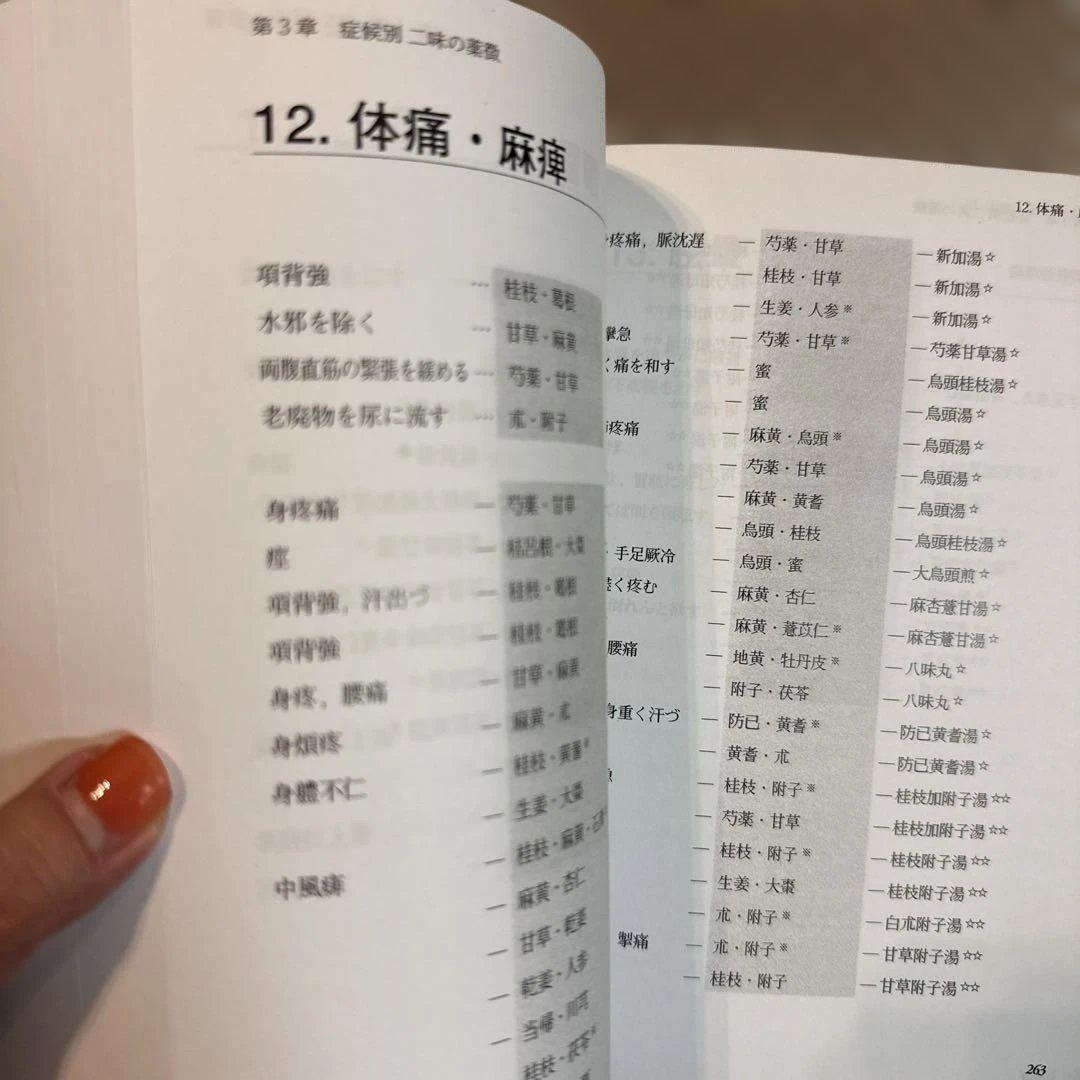 第3章 症候別 二味の薬徴
12. 体痛・麻痺
項背強 … 桂枝・葛根
水邪を除く … 甘草・麻黄
両腹直筋の緊張を緩める … 芍薬・甘草
老廃物を尿に流す … 朮・附子
身疼痛 — 芍薬・甘草
痙 — 栝呂根・大棗
項背強，汗出づ — 桂枝・葛根
項背強 — 桂枝・葛根
身疼，腰痛 — 甘草・麻黄
身煩疼 — 麻黄・朮
身體不仁 — 桂枝・黄耆※
— 生姜・大棗
中風痱 — 桂枝・麻黄・石
— 麻黄・杏仁
— 甘草・乾姜
— 乾姜・人参
— 当帰・川芎
桂枝・茯苓※
12. 体痛・
疼痛，脈沈遅 — 芍薬・甘草 — 新加湯☆
— 桂枝・甘草 — 新加湯☆
— 生姜・人参※ — 新加湯☆
攣急 — 芍薬・甘草※ — 芍薬甘草湯☆
く痛を和す — 蜜 — 烏頭桂枝湯☆
— 蜜 — 烏頭湯☆
疼痛 — 麻黄・烏頭※ — 烏頭湯☆
— 芍薬・甘草 — 烏頭湯☆
— 麻黄・黄耆 — 烏頭湯☆
— 烏頭・桂枝 — 烏頭桂枝湯☆
手足厥冷 — 烏頭・蜜 — 大烏頭煎☆
く疼む — 麻黄・杏仁 — 麻杏薏甘湯☆
— 麻黄・薏苡仁※ — 麻杏薏甘湯☆
腰痛 — 地黄・牡丹皮※ — 八味丸☆
— 附子・茯苓 — 八味丸☆
身重く汗づ — 防已・黄耆※ — 防已黄耆湯☆
— 黄耆・朮 — 防已黄耆湯☆
— 桂枝・附子※ — 桂枝加附子湯☆☆
— 芍薬・甘草 — 桂枝加附子湯☆☆
— 桂枝・附子※ — 桂枝附子湯☆☆
— 生姜・大棗 — 桂枝附子湯☆☆
— 朮・附子※ — 白朮附子湯☆☆
掣痛 — 朮・附子※ — 甘草附子湯☆☆
— 桂枝・附子 — 甘草附子湯☆☆
263